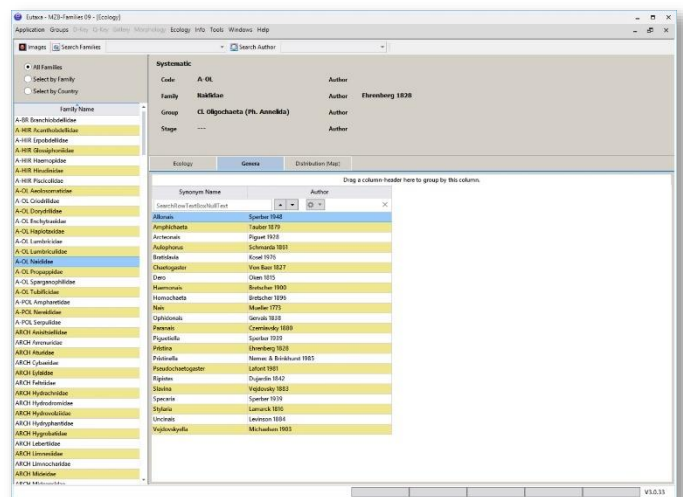 Eutaxa - MZB-Families 09 - [Ecology]
Application Groups D-Key Q-Key Gallery Morphology Ecology Info Tools Windows Help
Images Search Families Search Author
All Families
Select by Family
Select by Country
Family Name
A-BR Branchiobdellidae
A-HIR Acanthobdellidae
A-HIR Erpobdellidae
A-HIR Glossiphoniidae
A-HIR Haemopidae
A-HIR Hirudinidae
A-HIR Piscicolidae
A-OL Aeolosomatidae
A-OL Criodrilidae
A-OL Dorydrilidae
A-OL Enchytraeidae
A-OL Haplotaxidae
A-OL Lumbricidae
A-OL Lumbriculidae
A-OL Naididae
A-OL Propappidae
A-OL Sparganophilidae
A-OL Tubificidae
A-POL Ampharetidae
A-POL Nereididae
A-POL Serpulidae
ARCH Anisitsiellidae
ARCH Arrenuridae
ARCH Aturidae
ARCH Cybaeidae
ARCH Eylaidae
ARCH Feltriidae
ARCH Hydrachnidae
ARCH Hydrodromidae
ARCH Hydrovolziidae
ARCH Hydryphantidae
ARCH Hygrobatidae
ARCH Lebertiidae
ARCH Limnesiidae
ARCH Limnocharidae
ARCH Mideidae
Systematic
Code A-OL Author
Family Naididae Author Ehrenberg 1828
Group CL Oligochaeta (Ph. Annelida) Author
Stage --- Author
Ecology Genera Distribution (Map)
Drag a column header here to group by this column.
Synonym Name Author
SearchRowTextBoxNullText
Allonais Sperber 1948
Amphichaeta Tauber 1879
Arcteonais Piguet 1928
Aulophorus Schmarda 1861
Bratislavia Kosel 1976
Chaetogaster Von Baer 1827
Dero Oken 1815
Haemonais Bretscher 1900
Homochaeta Bretscher 1896
Nais Mueller 1773
Ophidonais Gervais 1838
Paranais Czerniavsky 1880
Piguetiella Sperber 1939
Pristina Ehrenberg 1828
Pristinella Nemec & Brinkhurst 1985
Pseudochaetogaster Lafont 1981
Ripistes Dujardin 1842
Slavina Vejdovsky 1883
Specaria Sperber 1939
Stylaria Lamarck 1816
Uncinais Levinson 1884
Vejdovskyella Michaelsen 1903
V3.0.33